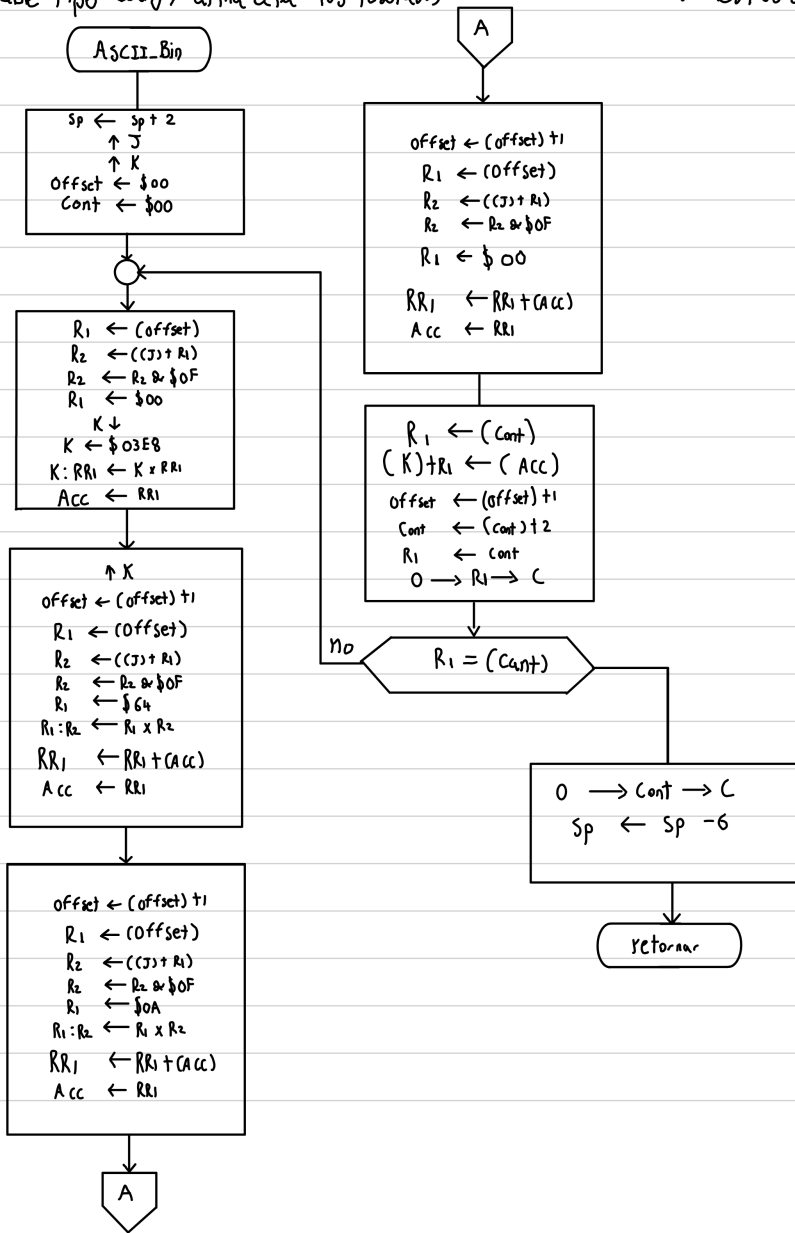 ASCII_Bin
Sp ← Sp + 2
↑ J
↑ K
Offset ← $00
Cont ← $00
R1 ← (offset)
R2 ← ((J)+ R1)
R2 ← R2 & $0F
R1 ← $00
K ↓
K ← $03E8
K : RR1 ← K x RR1
Acc ← RR1
↑ K
offset ← (offset) +1
R1 ← (Offset)
R2 ← ((J)+ R1)
R2 ← R2 & $0F
R1 ← $64
R1 : R2 ← R1 x R2
RR1 ← RR1 + (Acc)
Acc ← RR1
offset ← (offset) +1
R1 ← (Offset)
R2 ← ((J)+ R1)
R2 ← R2 & $0F
R1 ← $0A
R1 : R2 ← R1 x R2
RR1 ← RR1 + (Acc)
Acc ← RR1
A
A
offset ← (offset) +1
R1 ← (Offset)
R2 ← ((J)+ R1)
R2 ← R2 & $0F
R1 ← $00
RR1 ← RR1 + (Acc)
Acc ← RR1
R1 ← (Cont)
(K)+R1 ← (Acc)
offset ← (offset) +1
Cont ← (Cont) +2
R1 ← Cont
0 → R1 → C
R1 = (Cant)
no
0 → Cont → C
Sp ← Sp -6
retornar